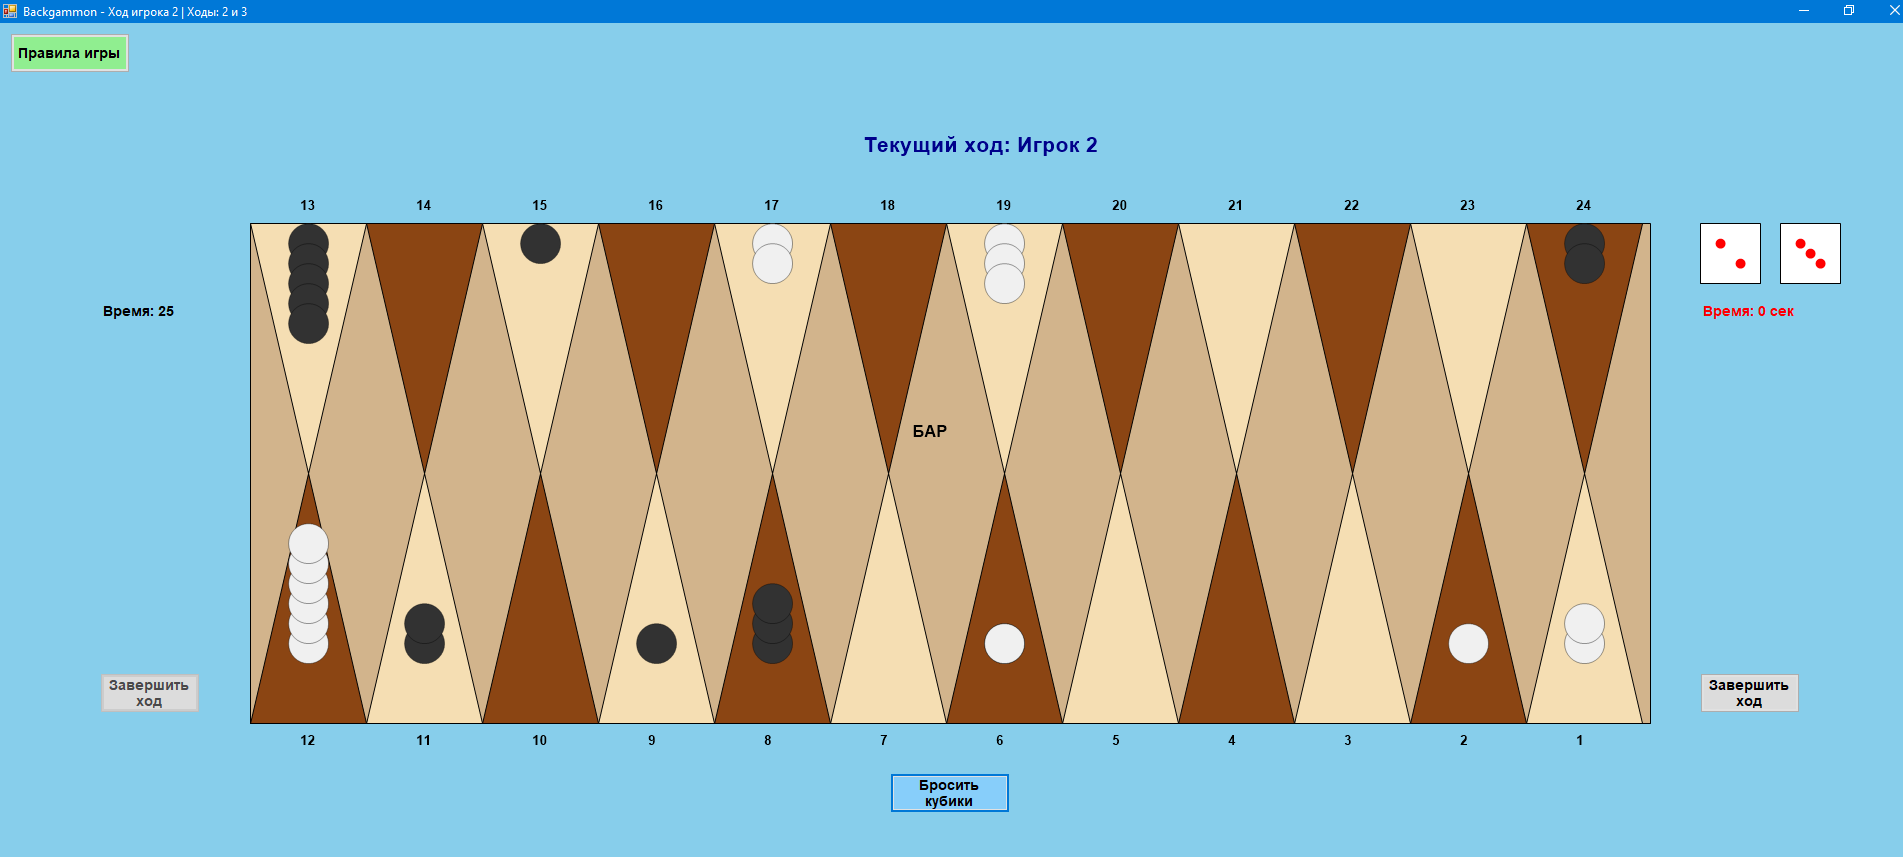 Backgammon - Ход игрока 2 | Ходы: 2 и 3
Правила игры
Текущий ход: Игрок 2
13 14 15 16 17 18 19 20 21 22 23 24
Время: 25
Время: 0 сек
БАР
Завершить
ход
Завершить
ход
12 11 10 9 8 7 6 5 4 3 2 1
Бросить
кубики